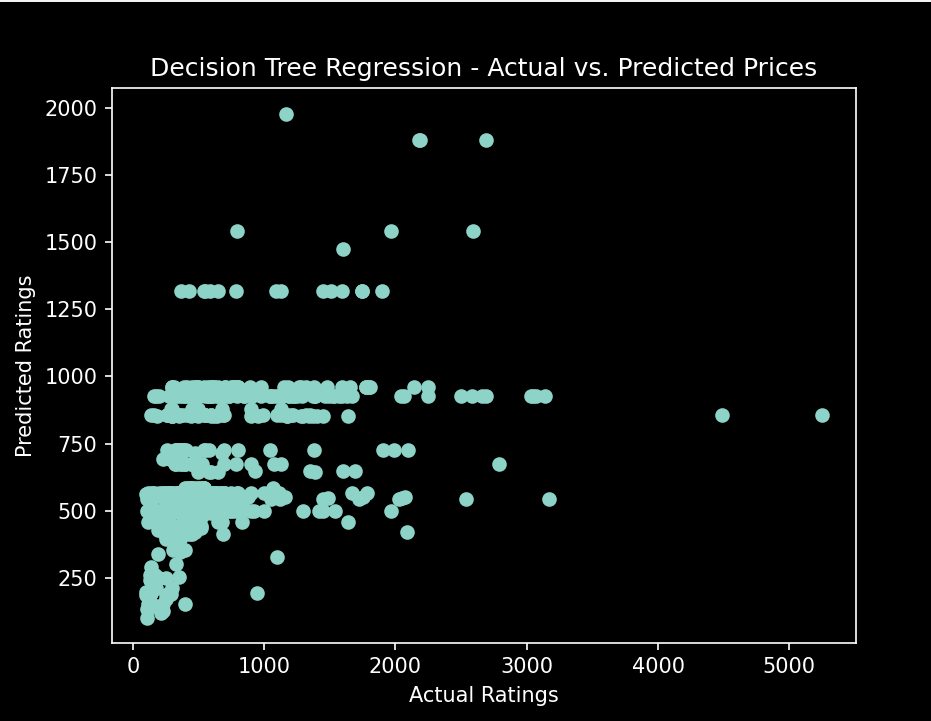 Decision Tree Regression - Actual vs. Predicted Prices
2000
1750
1500
1250
1000
750
500
250
Predicted Ratings
0 1000 2000 3000 4000 5000
Actual Ratings